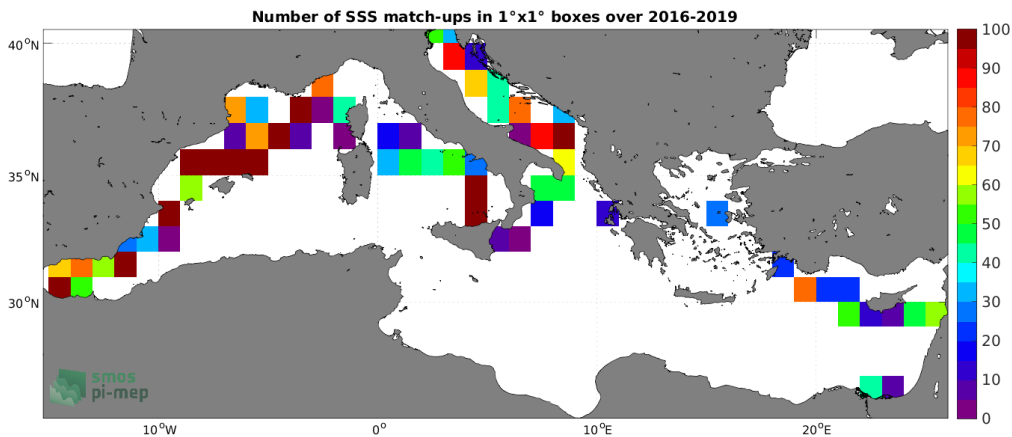 Number of SSS match-ups in 1°x1° boxes over 2016-2019
40°N
35°N
30°N
10°W
0°
10°E
20°E
100
90
80
70
60
50
40
30
20
10
0
smos
pi-mep